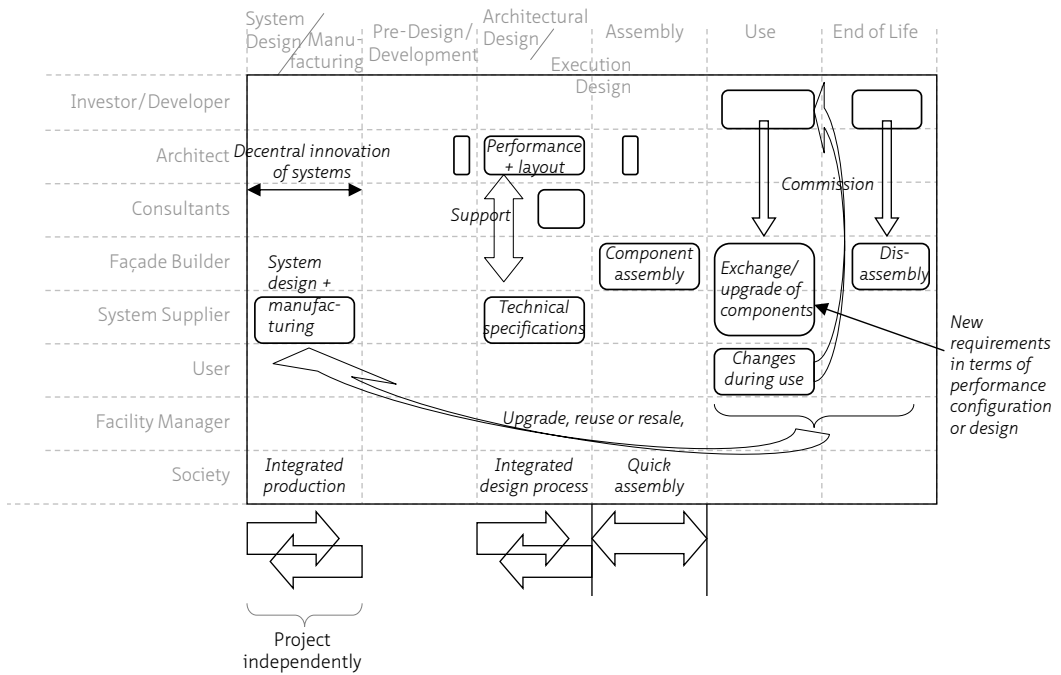 System
Design
Manu-
facturing
Pre-Design/
Development
Architectural
Design
Execution
Design
Assembly
Use
End of Life
Investor/Developer
Architect
Consultants
Façade Builder
System Supplier
User
Facility Manager
Society
Decentral innovation
of systems
Performance
+ layout
Support
Commission
System
design +
manufac-
turing
Technical
specifications
Component
assembly
Exchange/
upgrade of
components
Dis-
assembly
Changes
during use
New
requirements
in terms of
performance
configuration
or design
Upgrade, reuse or resale,
Integrated
production
Integrated
design process
Quick
assembly
Project
independently